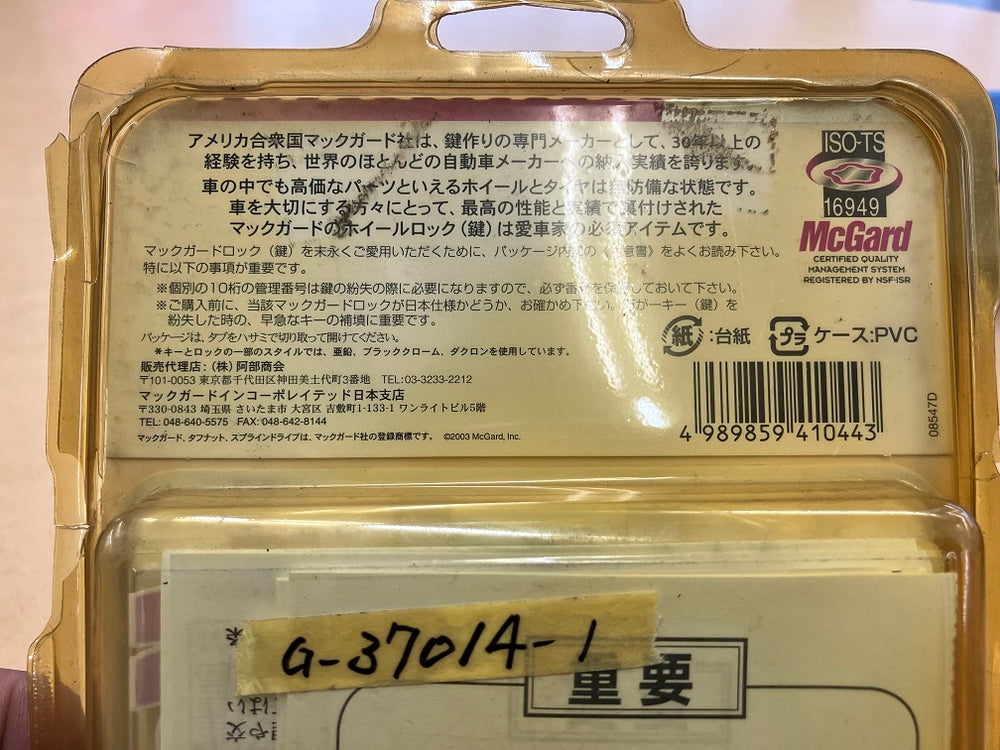 アメリカ合衆国マックガード社は、鍵作りの専門メーカーとして、30年以上の
経験を持ち、世界のほとんどの自動車メーカーへの納入実績を誇ります。
車の中でも高価なパーツといえるホイールとタイヤは無防備な状態です。
車を大切にする方々にとって、最高の性能と実績で裏付けされた
マックガードのホイールロック（鍵）は愛車家の必須アイテムです。
マックガードロック（鍵）を末永くご愛用いただくために、パッケージ内部の《注意書》をよくお読み下さい。
特に以下の事項が重要です。
※個別の10桁の管理番号は鍵の紛失の際に必要になりますので、必ず番号を保管しておいて下さい。
※ご購入前に、当該マックガードロックが日本仕様かどうか、お確かめ下さい。万が一キー（鍵）を
紛失した時の、早急なキーの補填に重要です。
パッケージは、タブをハサミで切り取って開けてください。
＊キーとロックの一部のスタイルでは、亜鉛、ブラッククローム、ダクロンを使用しています。
販売代理店：（株）阿部商会
〒101-0053 東京都千代田区神田美土代町3番地 TEL:03-3233-2212
マックガードインコーポレイテッド日本支店
〒330-0843 埼玉県 さいたま市 大宮区 吉敷町1-133-1 ワンライトビル5階
TEL: 048-640-5575 FAX: 048-642-8144
マックガード、タフナット、スプラインドライブは、マックガード社の登録商標です。 ©2003 McGard, Inc.
ISO-TS
16949
McGard
CERTIFIED QUALITY
MANAGEMENT SYSTEM
REGISTERED BY NSF-ISR
紙:台紙 プラ ケース:PVC
4 989859 410443
08547D
G-37014-1
重要